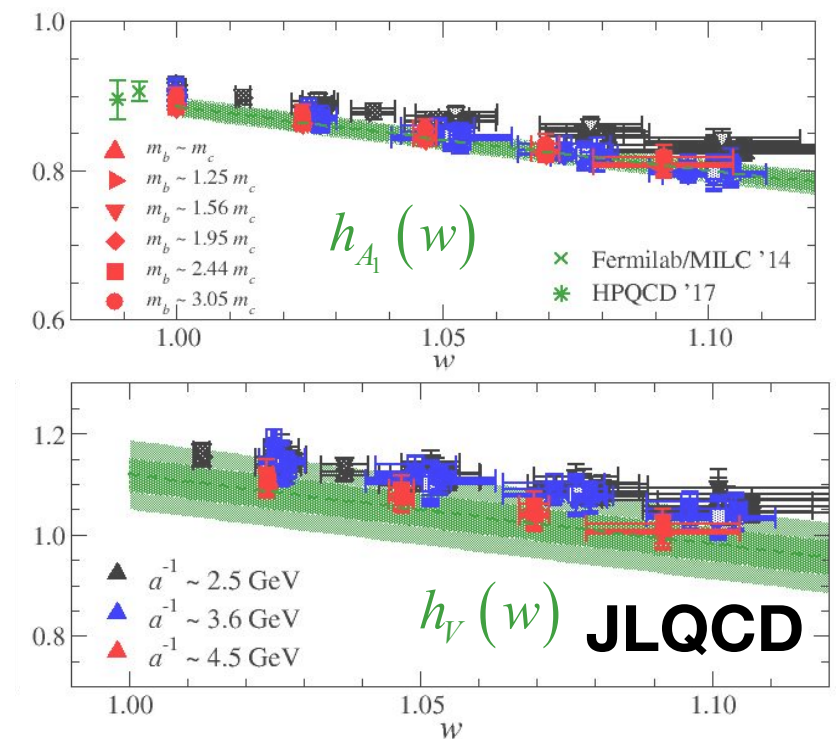 1.0
0.8
0.6
m_b ~ m_c
m_b ~ 1.25 m_c
m_b ~ 1.56 m_c
m_b ~ 1.95 m_c
m_b ~ 2.44 m_c
m_b ~ 3.05 m_c
h_{A_1} (w)
Fermilab/MILC '14
HPQCD '17
1.00 1.05 1.10
w
1.2
1.0
0.8
a^{-1} ~ 2.5 GeV
a^{-1} ~ 3.6 GeV
a^{-1} ~ 4.5 GeV
h_V (w) JLQCD
1.00 1.05 1.10
w